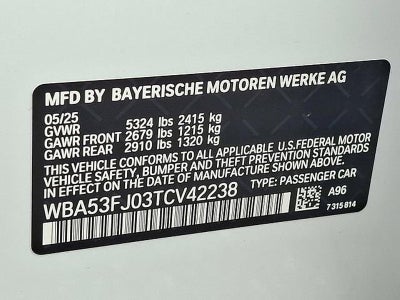 MFD BY BAYERISCHE MOTOREN WERKE AG
05/25
GVWR 5324 lbs 2415 kg
GAWR FRONT 2679 lbs 1215 kg
GAWR REAR 2910 lbs 1320 kg
THIS VEHICLE CONFORMS TO ALL APPLICABLE U.S. FEDERAL MOTOR
VEHICLE SAFETY, BUMPER, AND THEFT PREVENTION STANDARDS
IN EFFECT ON THE DATE OF MANUFACTURE SHOWN ABOVE.
WBA53FJ03TCV42238 TYPE: PASSENGER CAR
A96
7 315 814